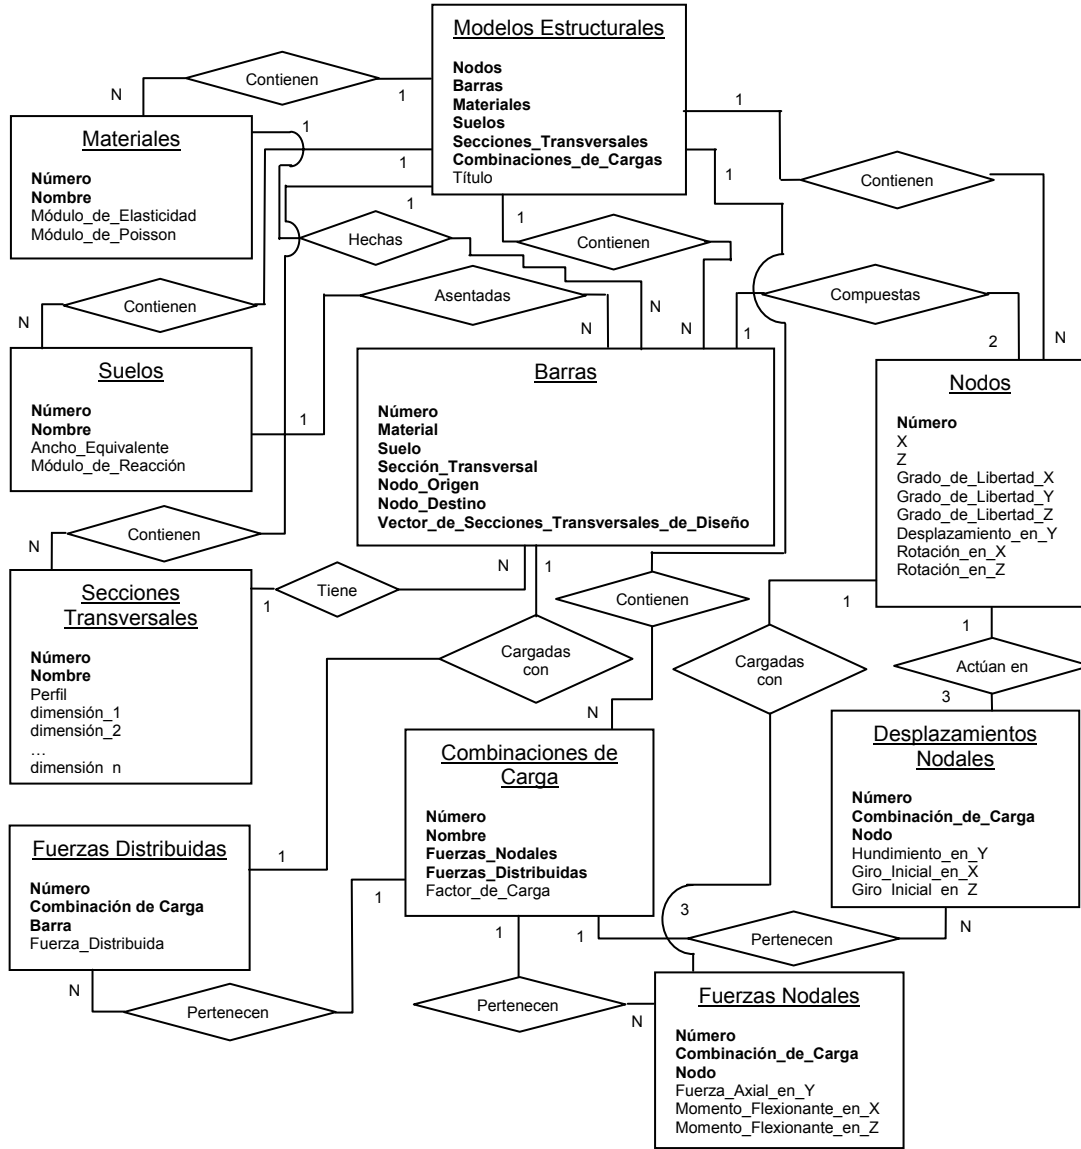 Modelos Estructurales
Nodos
Barras
Materiales
Suelos
Secciones_Transversales
Combinaciones_de_Cargas
Título
Contienen
N
1
1
Materiales
Número
Nombre
Módulo_de_Elasticidad
Módulo_de_Poisson
1
1
1
1
1
1
Contienen
Hechas
Contienen
Contienen
N
Asentadas
N
N
N
Compuestas
1
2
N
Suelos
Número
Nombre
Ancho_Equivalente
Módulo_de_Reacción
1
Barras
Número
Material
Suelo
Sección_Transversal
Nodo_Origen
Nodo_Destino
Vector_de_Secciones_Transversales_de_Diseño
Nodos
Número
X
Z
Grado_de_Libertad_X
Grado_de_Libertad_Y
Grado_de_Libertad_Z
Desplazamiento_en_Y
Rotación_en_X
Rotación_en_Z
Contienen
N
Secciones
Transversales
Número
Nombre
Perfil
dimensión_1
dimensión_2
…
dimensión_n
1
Tiene
N
1
Contienen
N
Cargadas
con
1
Cargadas
con
1
Actúan en
3
Desplazamientos
Nodales
Número
Combinación_de_Carga
Nodo
Hundimiento_en_Y
Giro_Inicial_en_X
Giro_Inicial_en_Z
Combinaciones de
Carga
Número
Nombre
Fuerzas_Nodales
Fuerzas_Distribuidas
Factor_de_Carga
Fuerzas Distribuidas
Número
Combinación de Carga
Barra
Fuerza_Distribuida
1
1
N
Pertenecen
1
1
3
Pertenecen
N
Pertenecen
N
Fuerzas Nodales
Número
Combinación_de_Carga
Nodo
Fuerza_Axial_en_Y
Momento_Flexionante_en_X
Momento_Flexionante_en_Z